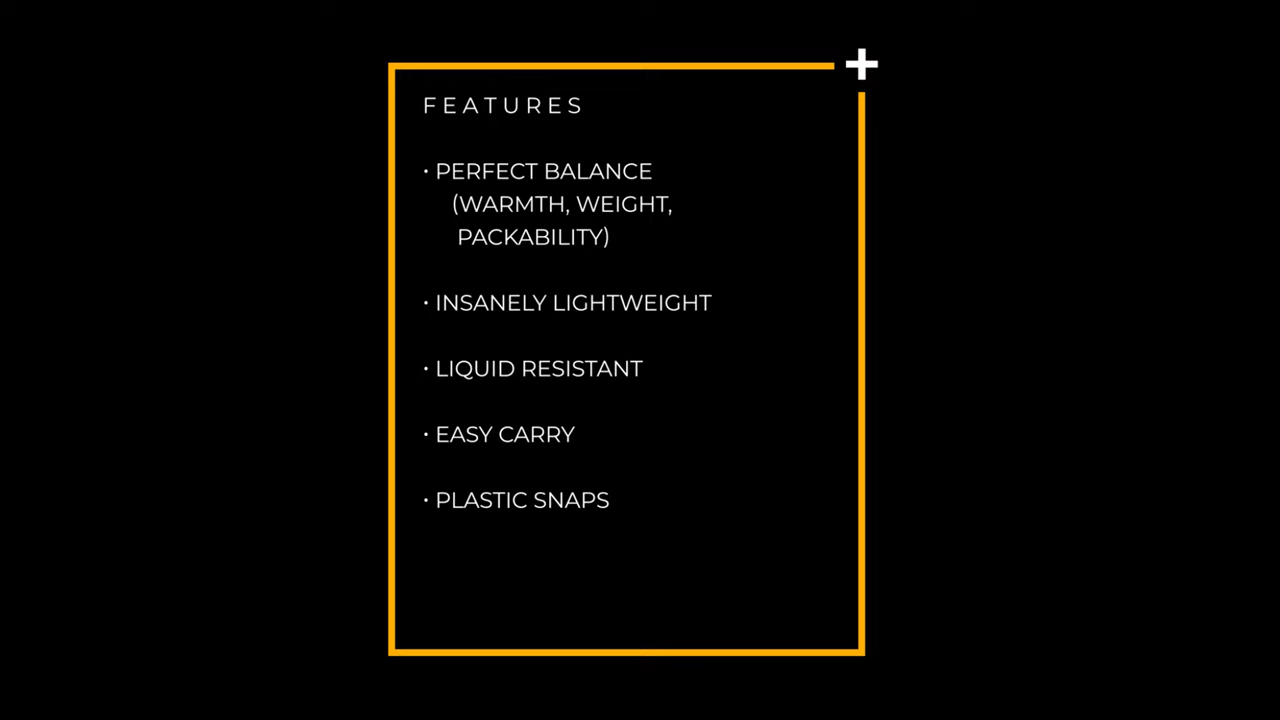 FEATURES
· PERFECT BALANCE
(WARMTH, WEIGHT,
PACKABILITY)
· INSANELY LIGHTWEIGHT
· LIQUID RESISTANT
· EASY CARRY
· PLASTIC SNAPS